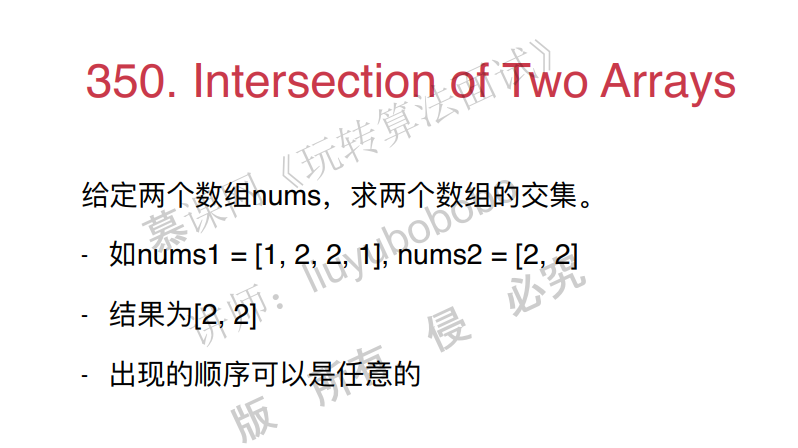 350. Intersection of Two Arrays
给定两个数组nums，求两个数组的交集。
- 如nums1 = [1, 2, 2, 1], nums2 = [2, 2]
- 结果为[2, 2]
- 出现的顺序可以是任意的
慕课网《玩转算法面试》
讲师：liuyubobobo
版 所有 侵 必究